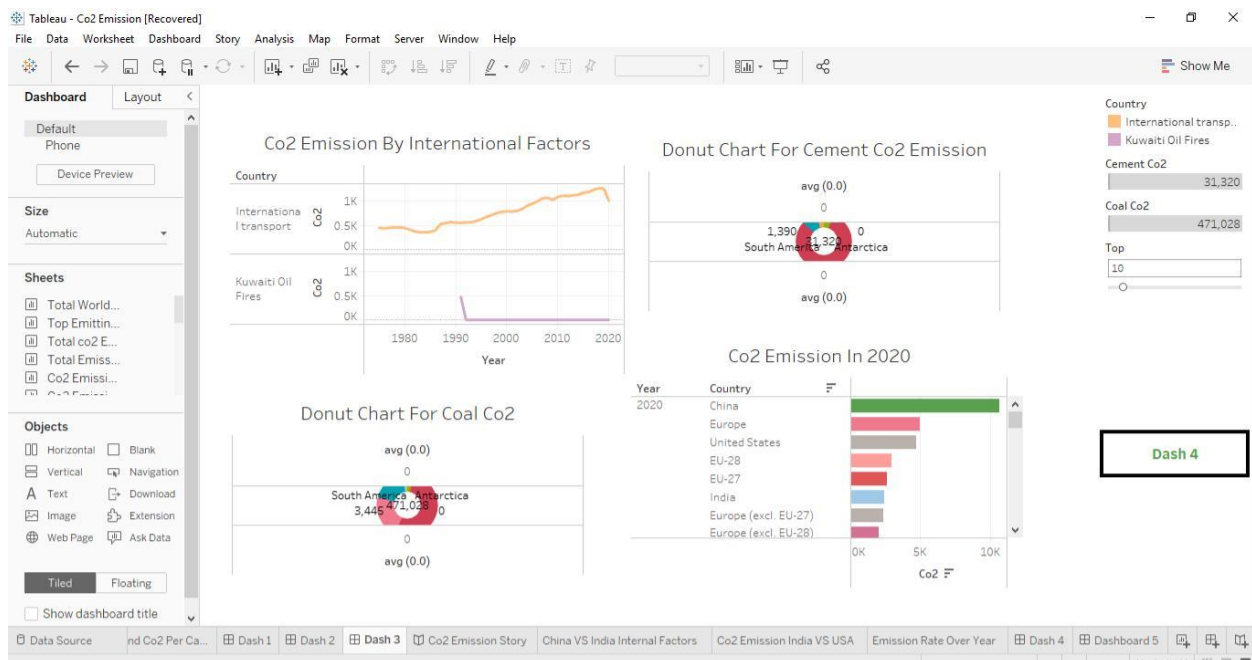 Tableau - Co2 Emission [Recovered]
File Data Worksheet Dashboard Story Analysis Map Format Server Window Help
Show Me
Dashboard Layout
Default
Phone
Device Preview
Size
Automatic
Sheets
Total World...
Top Emittin...
Total co2 E...
Total Emiss...
Co2 Emissi...
Objects
Horizontal Blank
Vertical Navigation
Text Download
Image Extension
Web Page Ask Data
Tiled Floating
Show dashboard title
Co2 Emission By International Factors
Country
Internationa
l transport
Co2
1K
0.5K
0K
Kuwaiti Oil
Fires
Co2
1K
0.5K
0K
1980 1990 2000 2010 2020
Year
Donut Chart For Cement Co2 Emission
avg (0.0)
0
1,390 0
South America 31,320 Antarctica
0
avg (0.0)
Donut Chart For Coal Co2
avg (0.0)
0
South America Antarctica
3,445 471,028 0
0
avg (0.0)
Co2 Emission In 2020
Year Country
2020 China
Europe
United States
EU-28
EU-27
India
Europe (excl. EU-27)
Europe (excl. EU-28)
0K 5K 10K
Co2
Country
International transp..
Kuwaiti Oil Fires
Cement Co2
31,320
Coal Co2
471,028
Top
10
Dash 4
Data Source nd Co2 Per Ca... Dash 1 Dash 2 Dash 3 Co2 Emission Story China VS India Internal Factors Co2 Emission India VS USA Emission Rate Over Year Dash 4 Dashboard 5